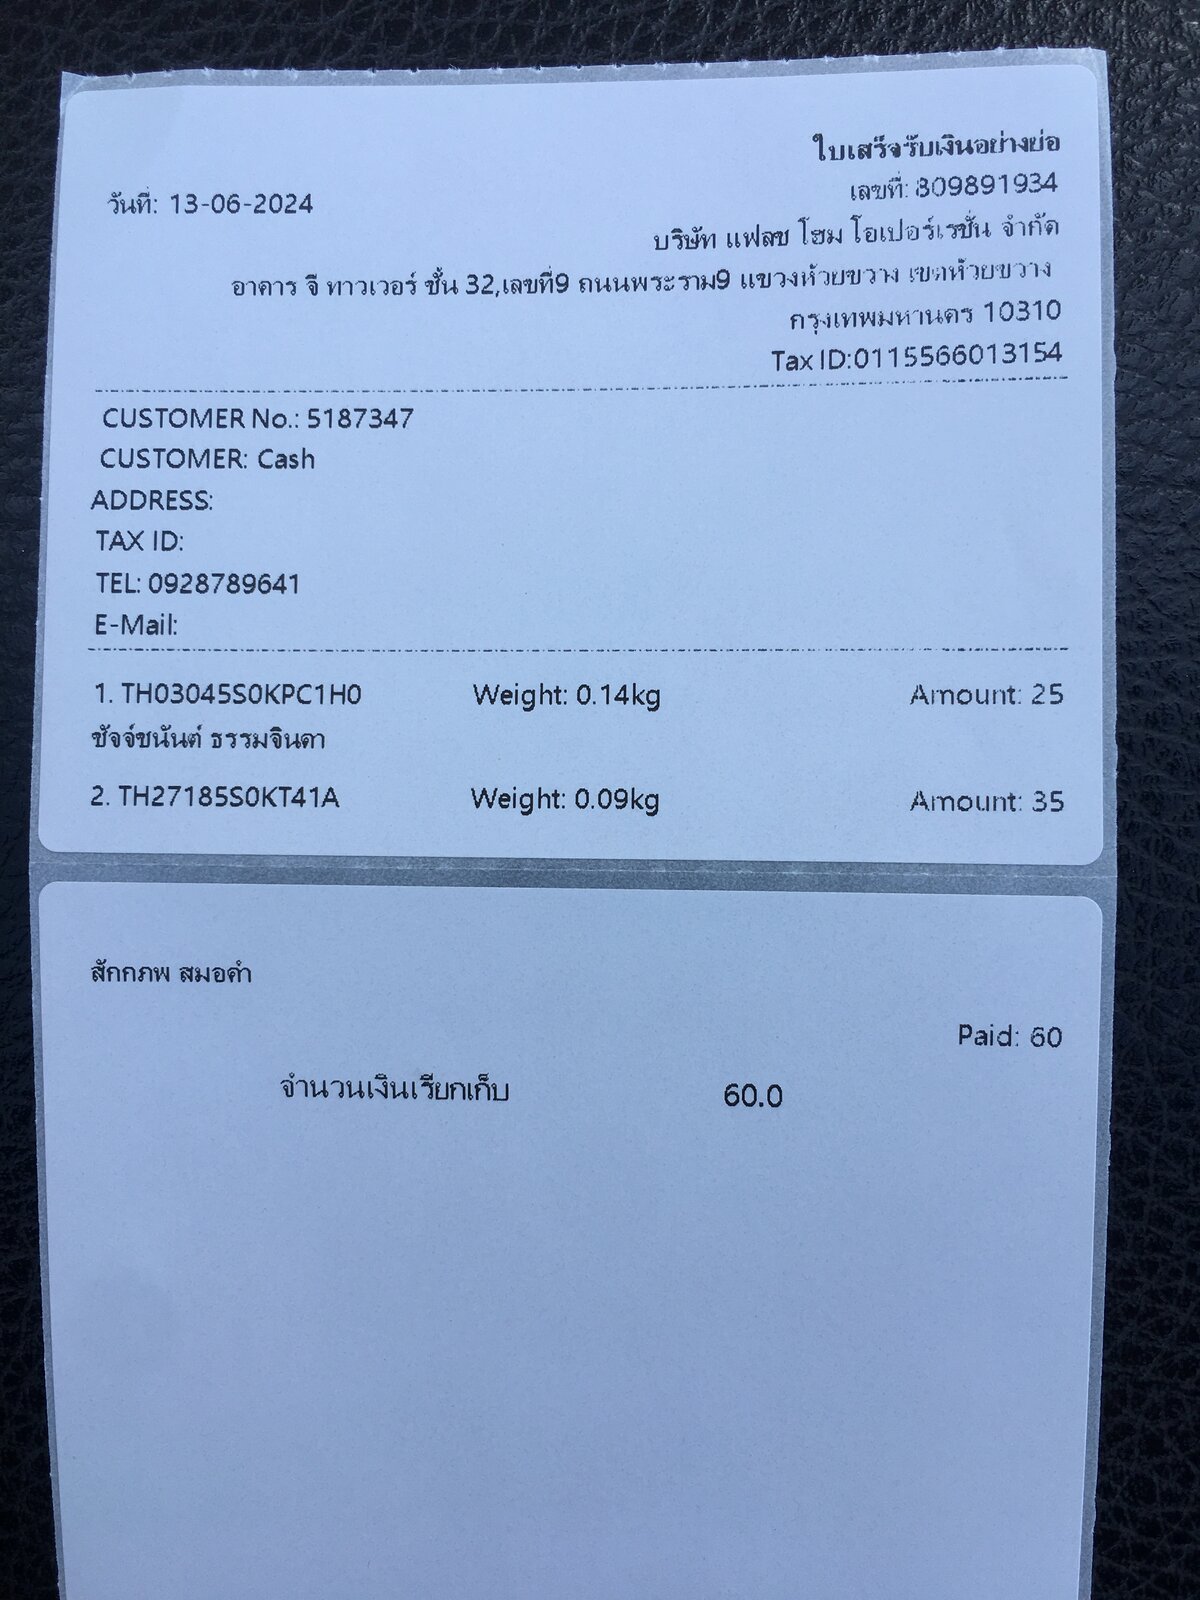 ใบเสร็จรับเงินอย่างย่อ
วันที่: 13-06-2024
เลขที่: 809891934
บริษัท แฟลช โฮม โอเปอร์เรชั่น จำกัด
อาคาร จี ทาวเวอร์ ชั้น 32,เลขที่9 ถนนพระราม9 แขวงห้วยขวาง เขตห้วยขวาง
กรุงเทพมหานคร 10310
Tax ID:0115566013154
CUSTOMER No.: 5187347
CUSTOMER: Cash
ADDRESS:
TAX ID:
TEL: 0928789641
E-Mail:
1. TH03045S0KPC1H0 Weight: 0.14kg Amount: 25
ชัจจ์ชนันต์ ธรรมจินดา
2. TH27185S0KT41A Weight: 0.09kg Amount: 35
สักกภพ สมอคำ
Paid: 60
จำนวนเงินเรียกเก็บ 60.0